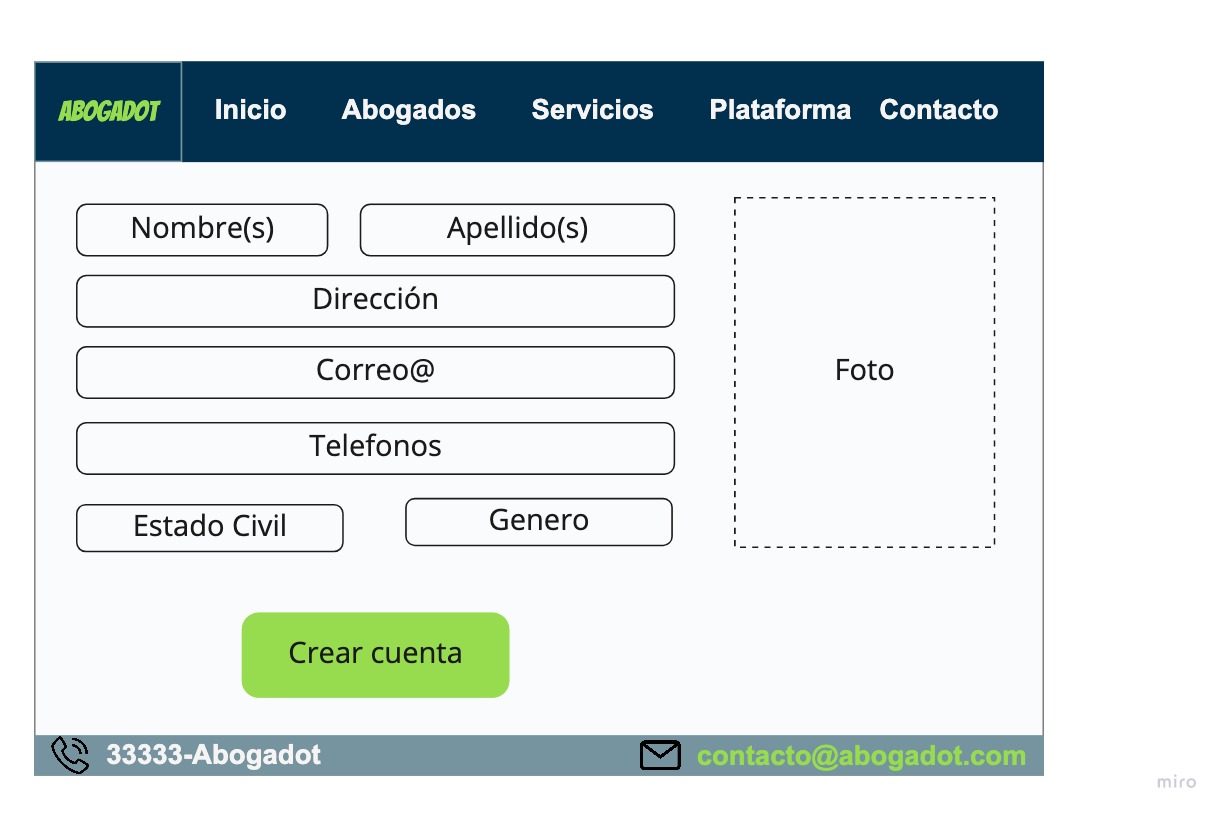 ABOGADOT
Inicio Abogados Servicios Plataforma Contacto
Nombre(s) Apellido(s)
Dirección
Correo@
Foto
Telefonos
Estado Civil Genero
Crear cuenta
33333-Abogadot contacto@abogadot.com
miro